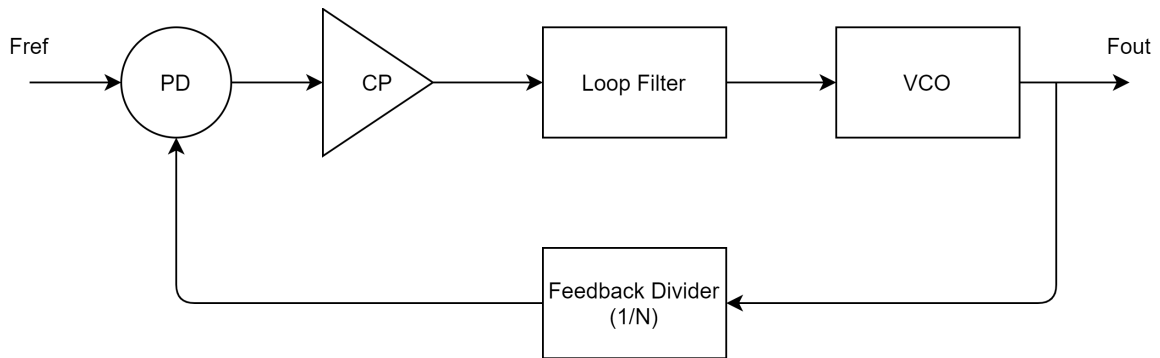 Fref
Fout
PD
CP
Loop Filter
VCO
Feedback Divider
(1/N)